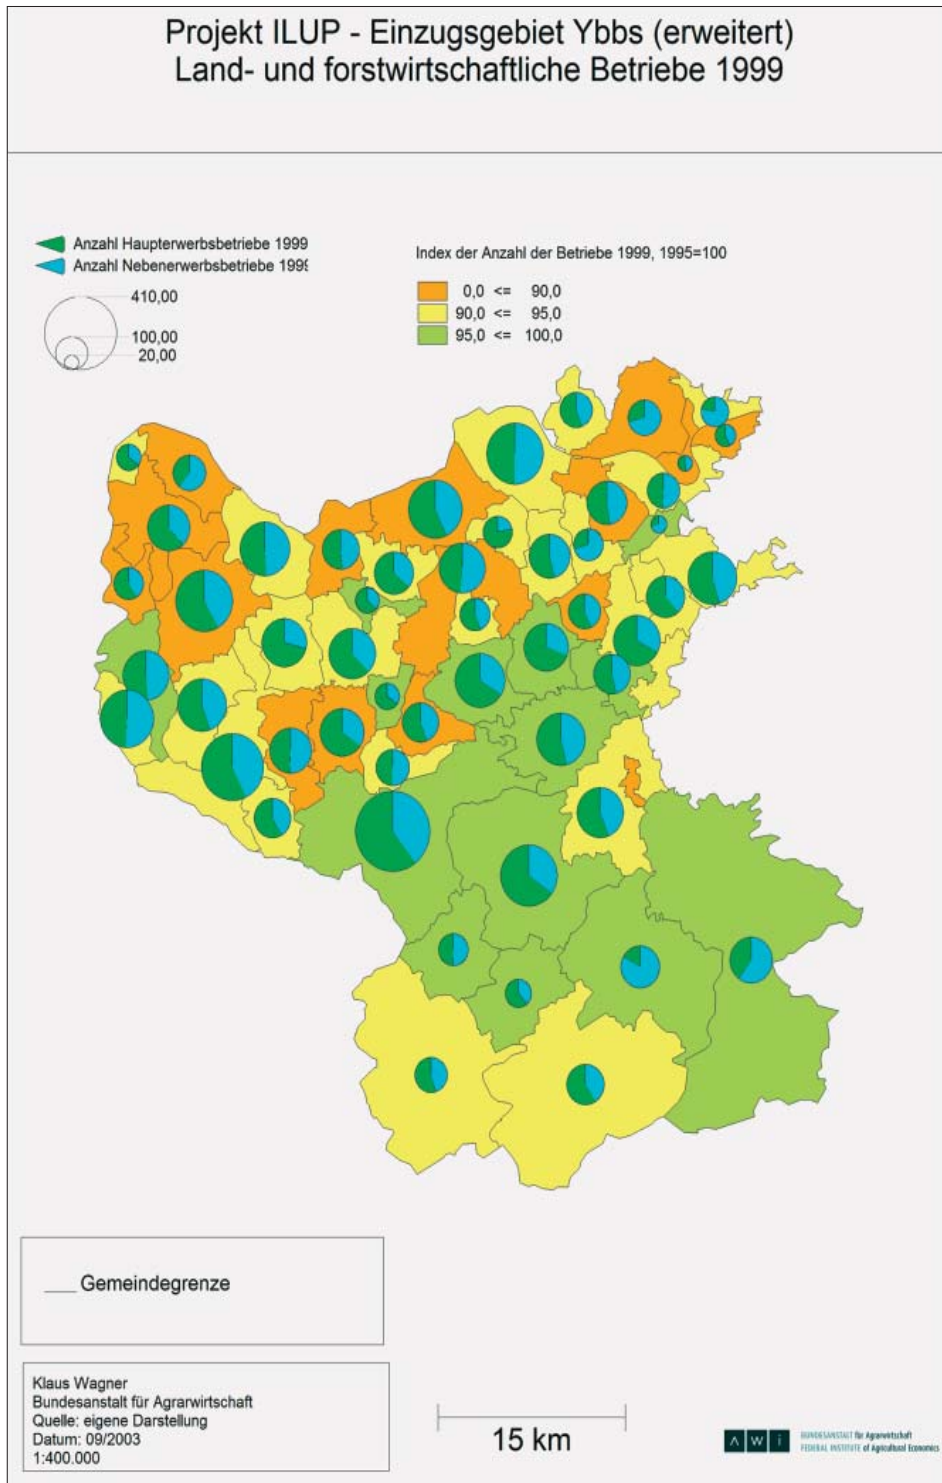 Projekt ILUP - Einzugsgebiet Ybbs (erweitert)
Land- und forstwirtschaftliche Betriebe 1999
Anzahl Haupterwerbsbetriebe 1999
Anzahl Nebenerwerbsbetriebe 1999
410,00
100,00
20,00
Index der Anzahl der Betriebe 1999, 1995=100
0,0 <= 90,0
90,0 <= 95,0
95,0 <= 100,0
Gemeindegrenze
Klaus Wagner
Bundesanstalt für Agrarwirtschaft
Quelle: eigene Darstellung
Datum: 09/2003
1:400.000
15 km
AWi
BUNDESANSTALT für Agrarwirtschaft
FEDERAL INSTITUTE of Agricultural Economics